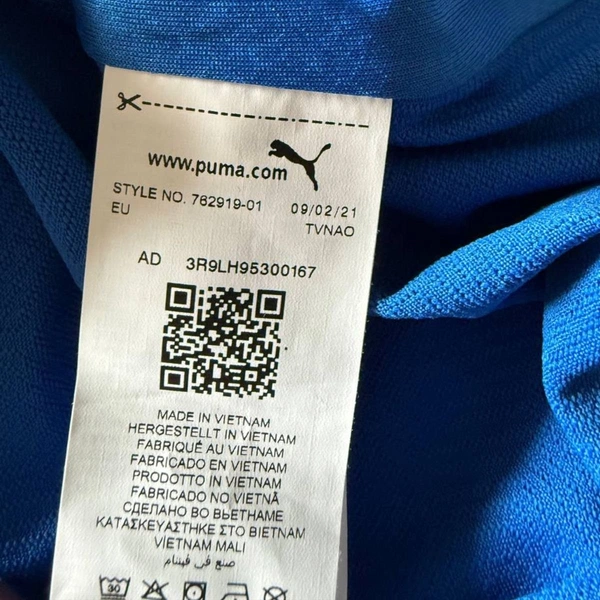 www.puma.com
STYLE NO. 762919-01 09/02/21
EU TVNAO
AD 3R9LH95300167
MADE IN VIETNAM
HERGESTELLT IN VIETNAM
FABRIQUÉ AU VIETNAM
FABRICADO EN VIETNAM
PRODOTTO IN VIETNAM
FABRICADO NO VIETNÃ
СДЕЛАНО ВО ВЬЕТНАМЕ
ΚΑΤΑΣΚΕΥΑΣΤΗΚΕ ΣΤΟ ΒΙΕΤΝΑΜ
VIETNAM MALI
صنع في فيتنام
30